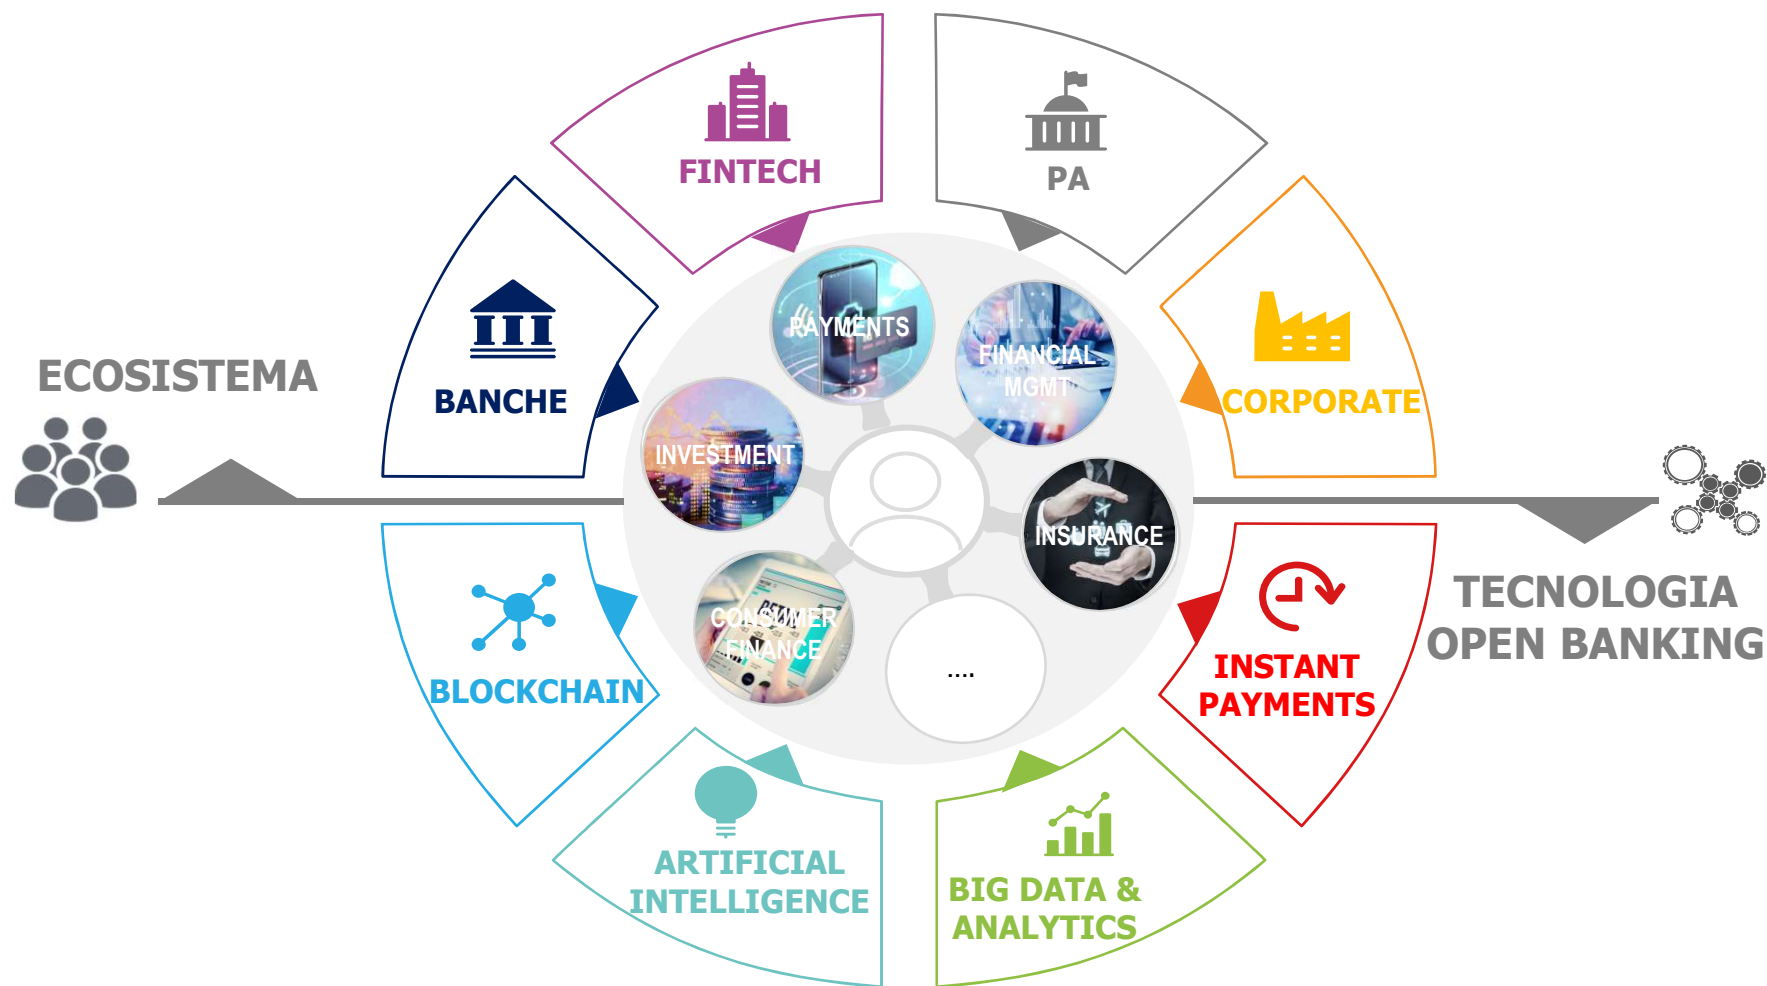 FINTECH
PA
BANCHE
CORPORATE
ECOSISTEMA
PAYMENTS
FINANCIAL
MGMT
INVESTMENT
INSURANCE
CONSUMER
FINANCE
....
BLOCKCHAIN
INSTANT
PAYMENTS
TECNOLOGIA
OPEN BANKING
ARTIFICIAL
INTELLIGENCE
BIG DATA &
ANALYTICS